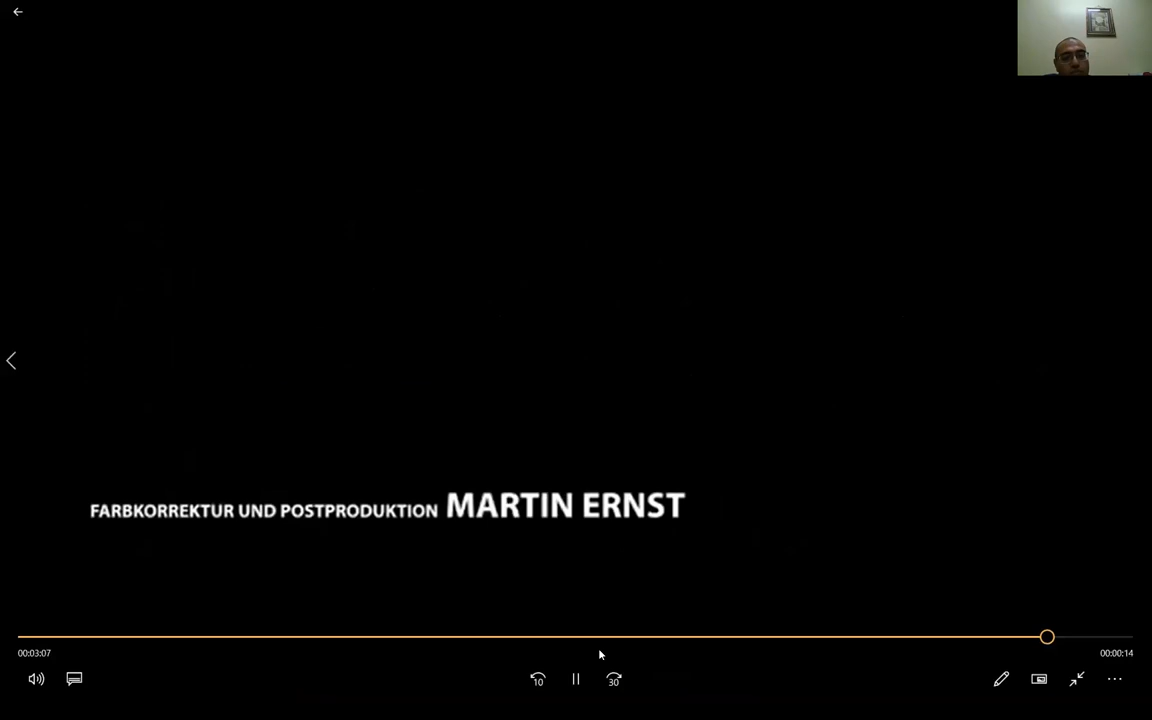 FARBKORREKTUR UND POSTPRODUKTION MARTIN ERNST
00:03:07
00:00:14
10
30